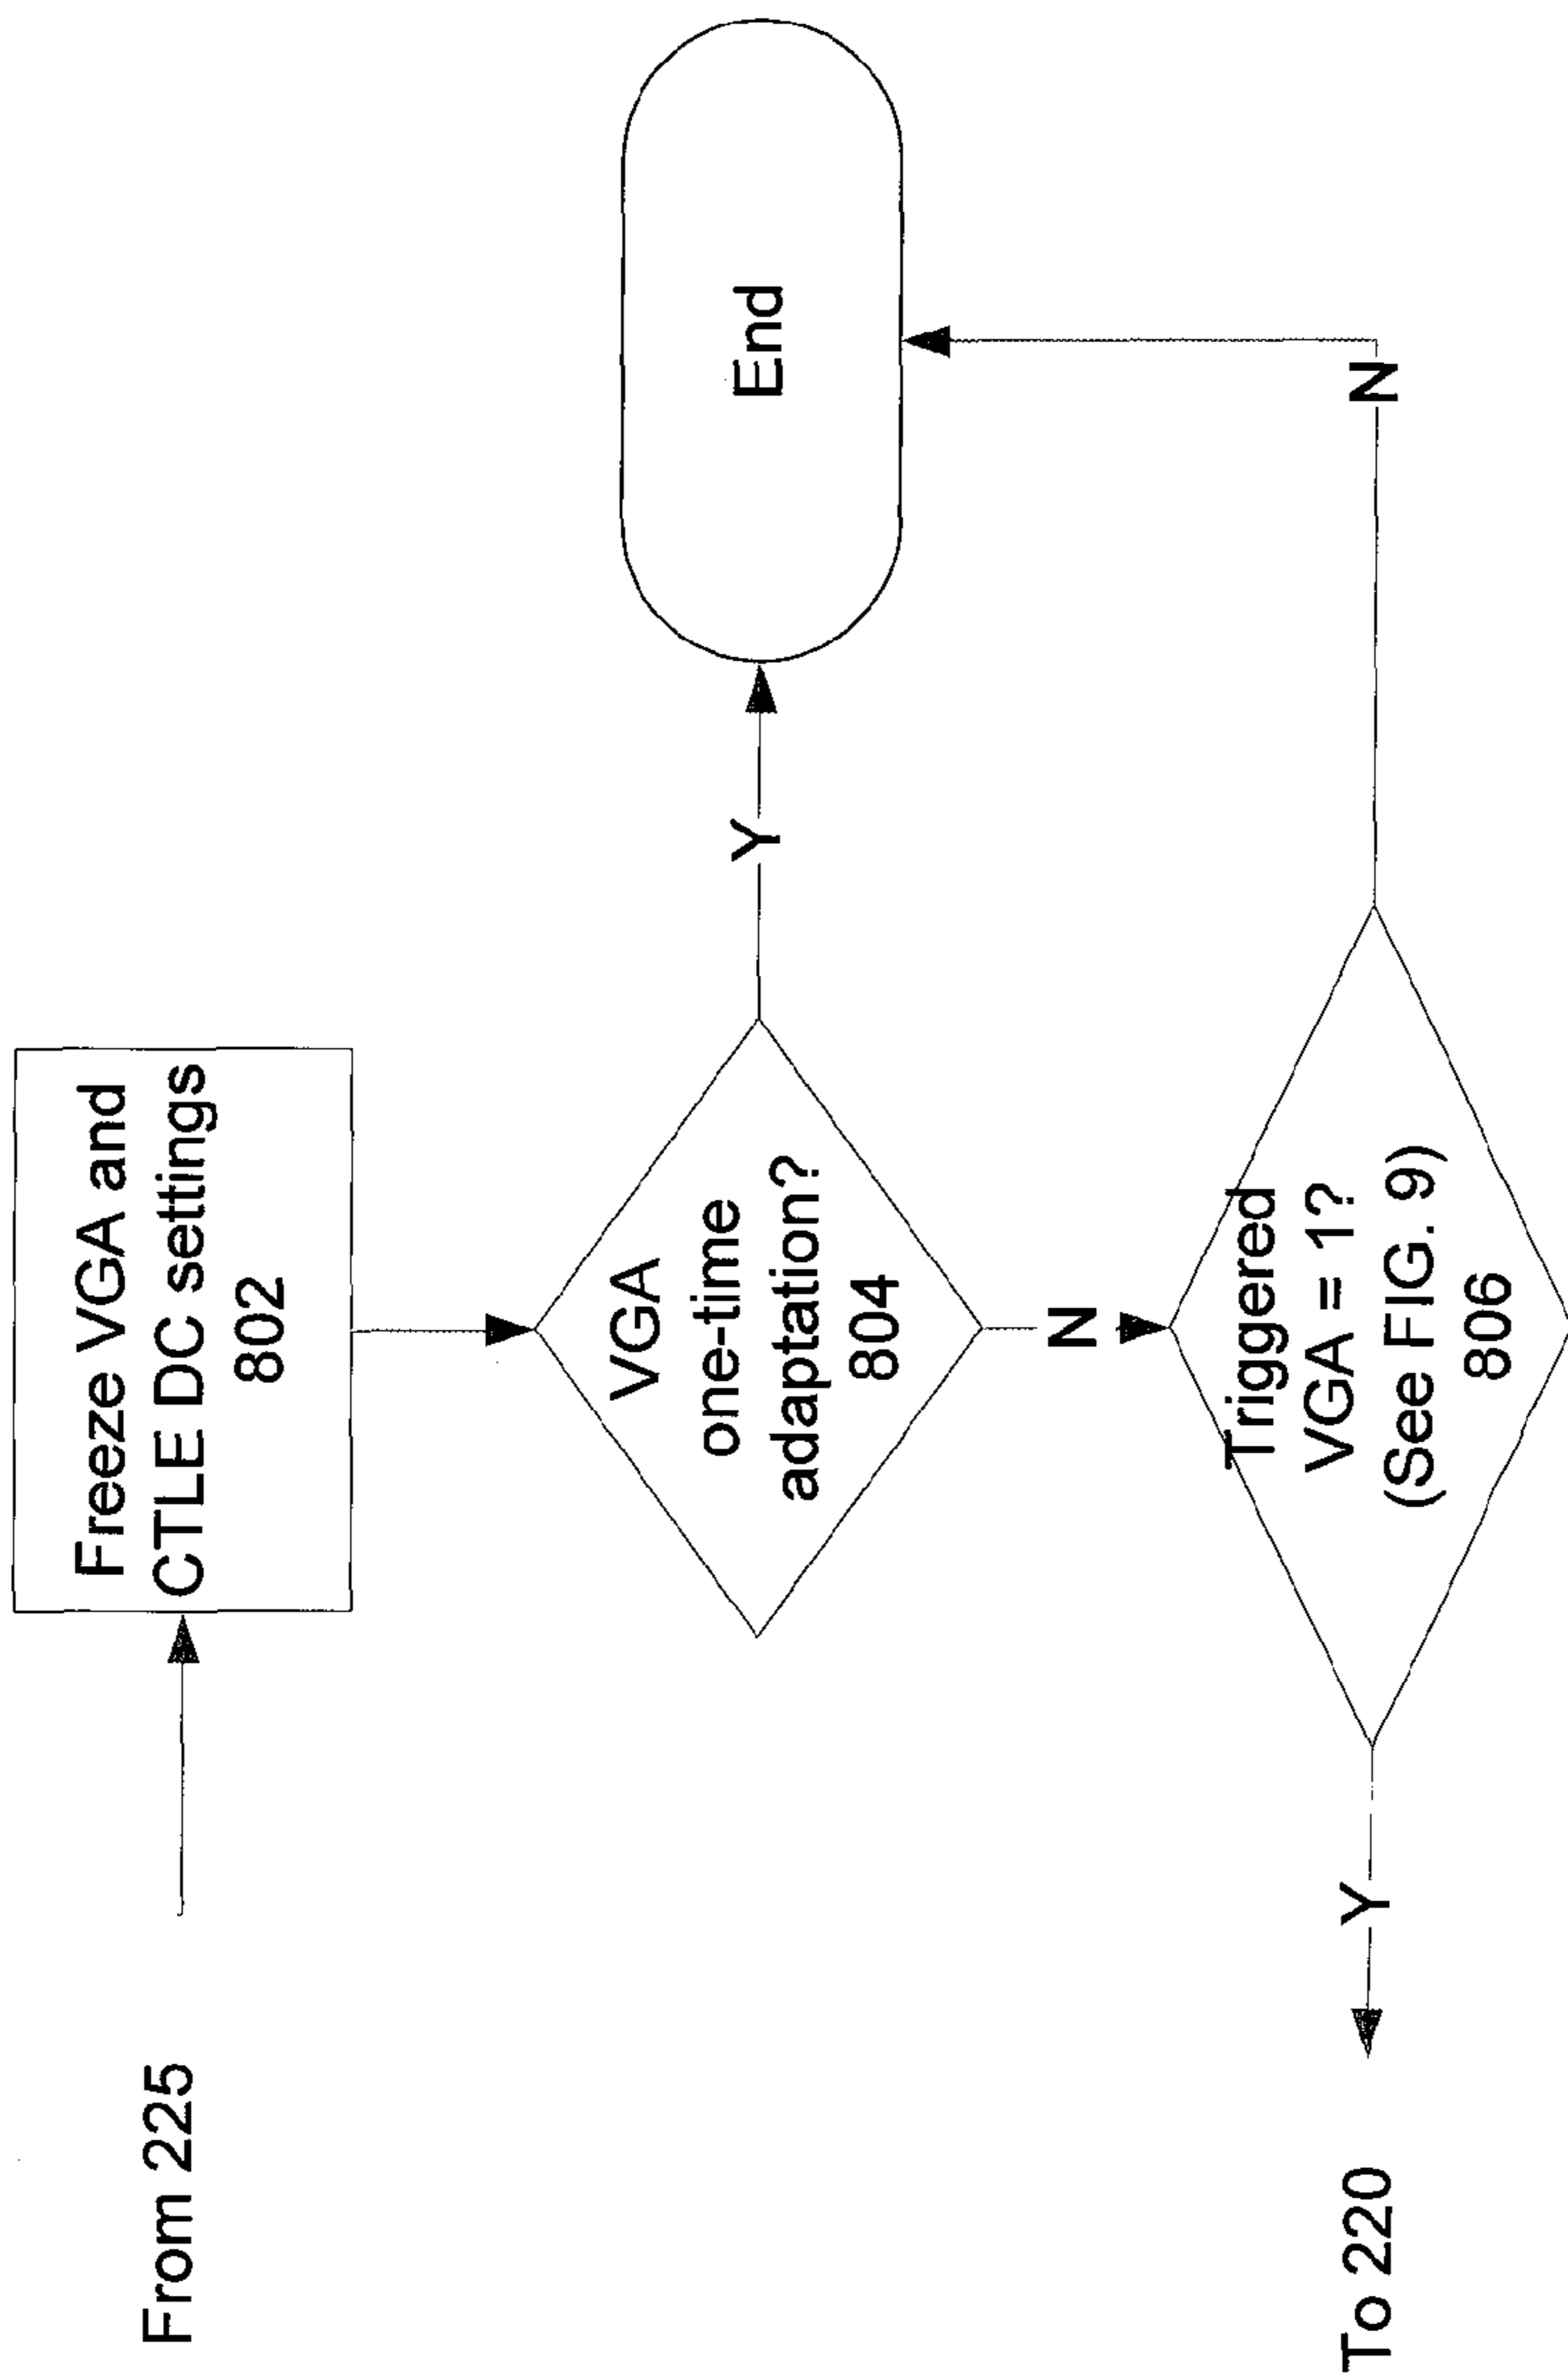 From 225
Freeze VGA and
CTLE DC settings
802
VGA
one-time
adaptation?
804
Y
End
N
Triggered
VGA = 1?
(See FIG. 9)
806
Y
To 220
N